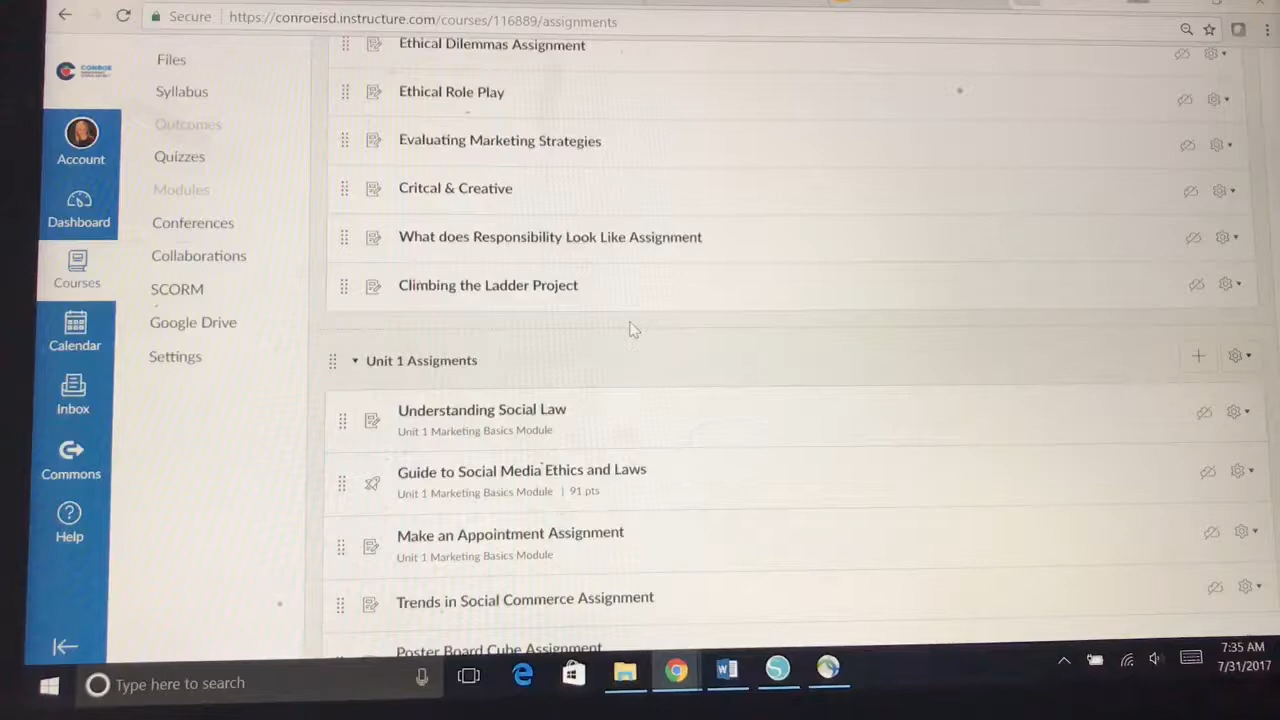 Secure
https://conroeisd.instructure.com/courses/116889/assignments
CONROE
Account
Dashboard
Courses
Calendar
Inbox
Commons
Help
Files
Syllabus
Outcomes
Quizzes
Modules
Conferences
Collaborations
SCORM
Google Drive
Settings
Ethical Dilemmas Assignment
Ethical Role Play
Evaluating Marketing Strategies
Critcal & Creative
What does Responsibility Look Like Assignment
Climbing the Ladder Project
Unit 1 Assigments
Understanding Social Law
Unit 1 Marketing Basics Module
Guide to Social Media Ethics and Laws
Unit 1 Marketing Basics Module | 91 pts
Make an Appointment Assignment
Unit 1 Marketing Basics Module
Trends in Social Commerce Assignment
Poster Board Cube Assignment
Type here to search
7:35 AM
7/31/2017